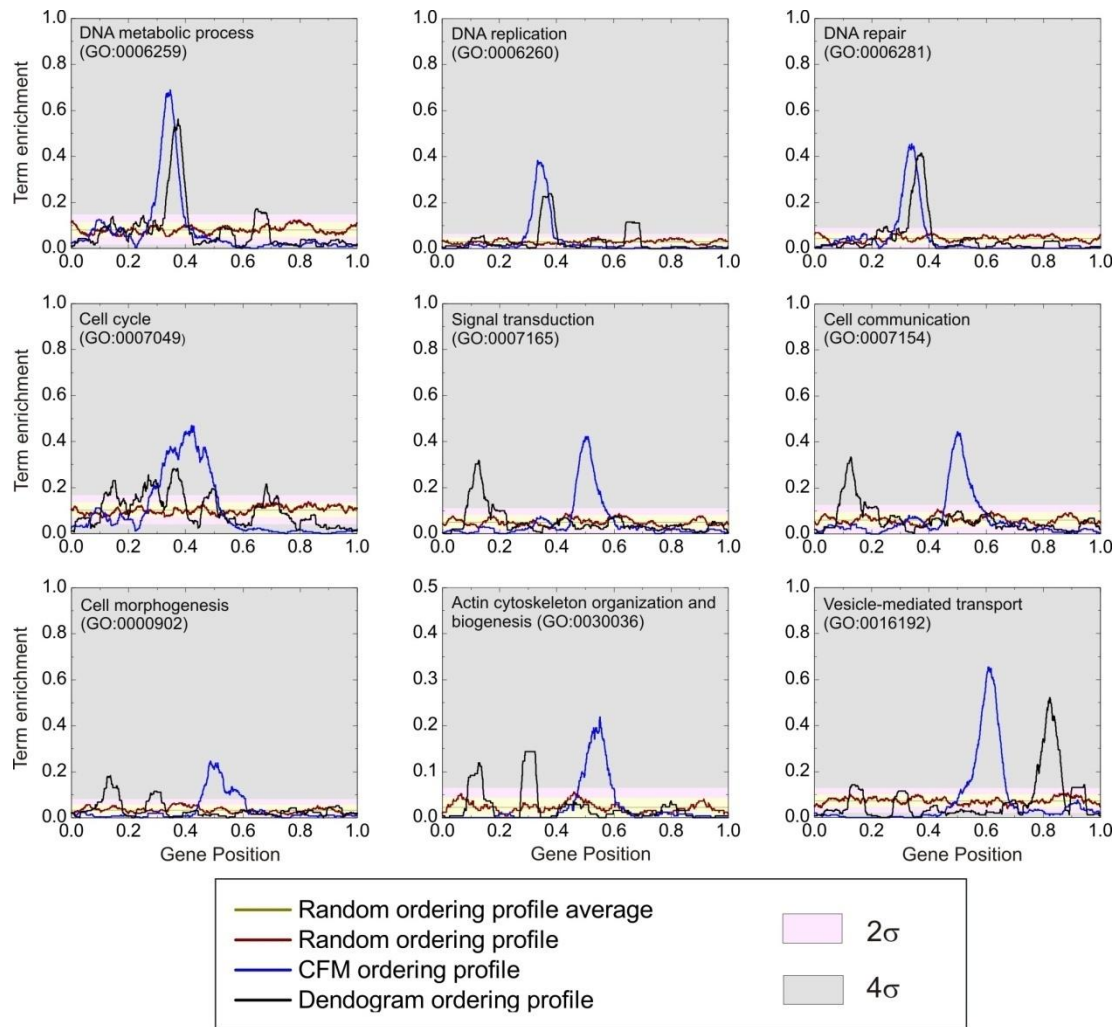 DNA metabolic process
(GO:0006259)
Term enrichment
1.0
0.8
0.6
0.4
0.2
0.0
0.0 0.2 0.4 0.6 0.8 1.0
DNA replication
(GO:0006260)
1.0
0.8
0.6
0.4
0.2
0.0
0.0 0.2 0.4 0.6 0.8 1.0
DNA repair
(GO:0006281)
1.0
0.8
0.6
0.4
0.2
0.0
0.0 0.2 0.4 0.6 0.8 1.0
Cell cycle
(GO:0007049)
Term enrichment
1.0
0.8
0.6
0.4
0.2
0.0
0.0 0.2 0.4 0.6 0.8 1.0
Signal transduction
(GO:0007165)
1.0
0.8
0.6
0.4
0.2
0.0
0.0 0.2 0.4 0.6 0.8 1.0
Cell communication
(GO:0007154)
1.0
0.8
0.6
0.4
0.2
0.0
0.0 0.2 0.4 0.6 0.8 1.0
Cell morphogenesis
(GO:0000902)
Term enrichment
1.0
0.8
0.6
0.4
0.2
0.0
0.0 0.2 0.4 0.6 0.8 1.0
Gene Position
Actin cytoskeleton organization and
biogenesis (GO:0030036)
0.5
0.4
0.3
0.2
0.1
0.0
0.0 0.2 0.4 0.6 0.8 1.0
Gene Position
Vesicle-mediated transport
(GO:0016192)
1.0
0.8
0.6
0.4
0.2
0.0
0.0 0.2 0.4 0.6 0.8 1.0
Gene Position
Random ordering profile average
Random ordering profile
CFM ordering profile
Dendogram ordering profile
2σ
4σ